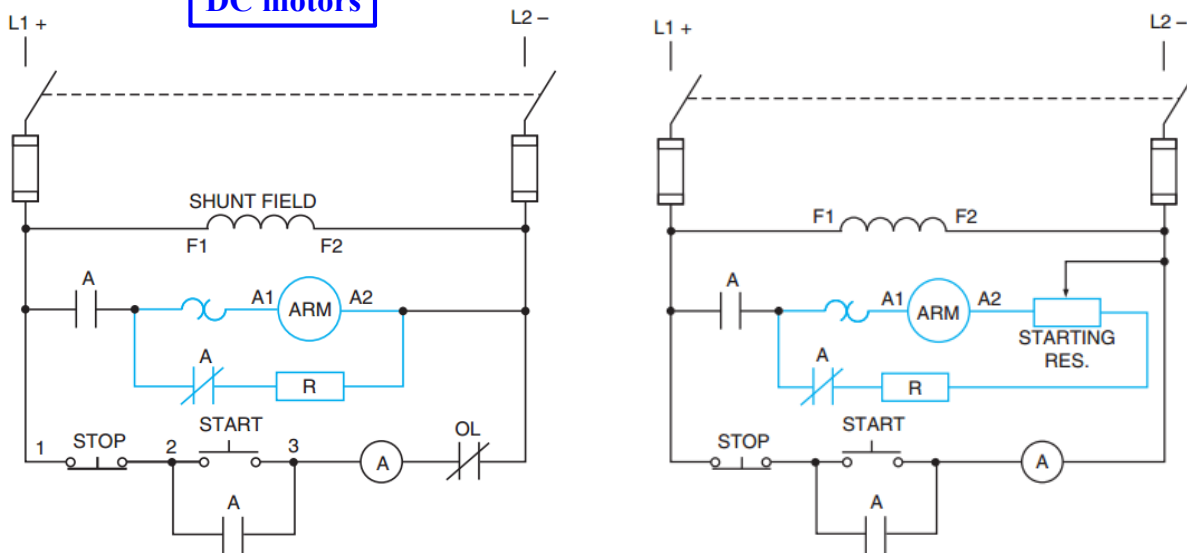 DC motors
L1 +
L2 –
SHUNT FIELD
F1
F2
A
A1
ARM
A2
A
R
1
STOP
2
START
3
A
OL
A
L1 +
L2 –
F1
F2
A
A1
ARM
A2
STARTING
RES.
A
R
STOP
START
A
A